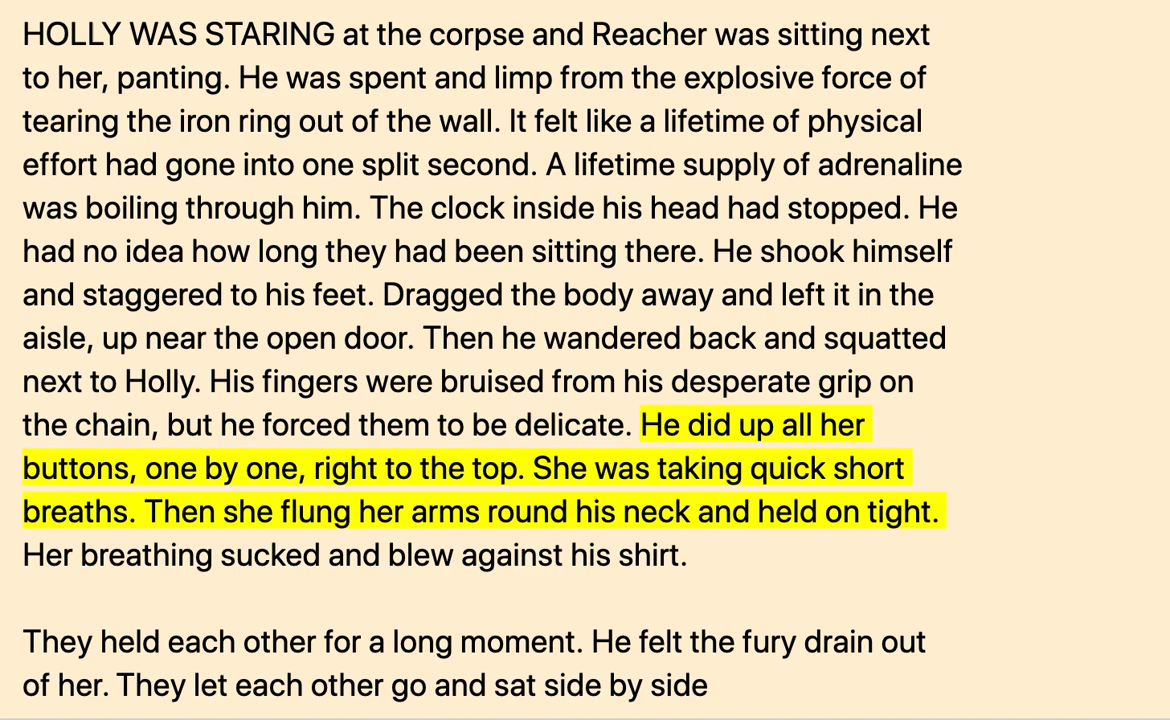 HOLLY WAS STARING at the corpse and Reacher was sitting next
to her, panting. He was spent and limp from the explosive force of
tearing the iron ring out of the wall. It felt like a lifetime of physical
effort had gone into one split second. A lifetime supply of adrenaline
was boiling through him. The clock inside his head had stopped. He
had no idea how long they had been sitting there. He shook himself
and staggered to his feet. Dragged the body away and left it in the
aisle, up near the open door. Then he wandered back and squatted
next to Holly. His fingers were bruised from his desperate grip on
the chain, but he forced them to be delicate. He did up all her
buttons, one by one, right to the top. She was taking quick short
breaths. Then she flung her arms round his neck and held on tight.
Her breathing sucked and blew against his shirt.
They held each other for a long moment. He felt the fury drain out
of her. They let each other go and sat side by side